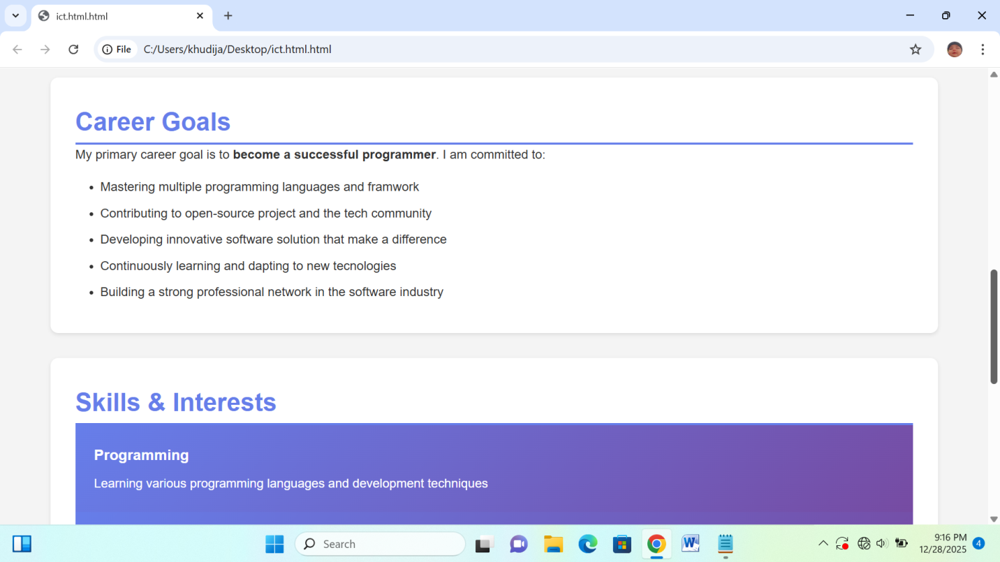 ict.html.html
File
C:/Users/khudija/Desktop/ict.html.html
Career Goals
My primary career goal is to become a successful programmer. I am committed to:
Mastering multiple programming languages and framwork
Contributing to open-source project and the tech community
Developing innovative software solution that make a difference
Continuously learning and dapting to new tecnologies
Building a strong professional network in the software industry
Skills & Interests
Programming
Learning various programming languages and development techniques
Search
9:16 PM
12/28/2025
4